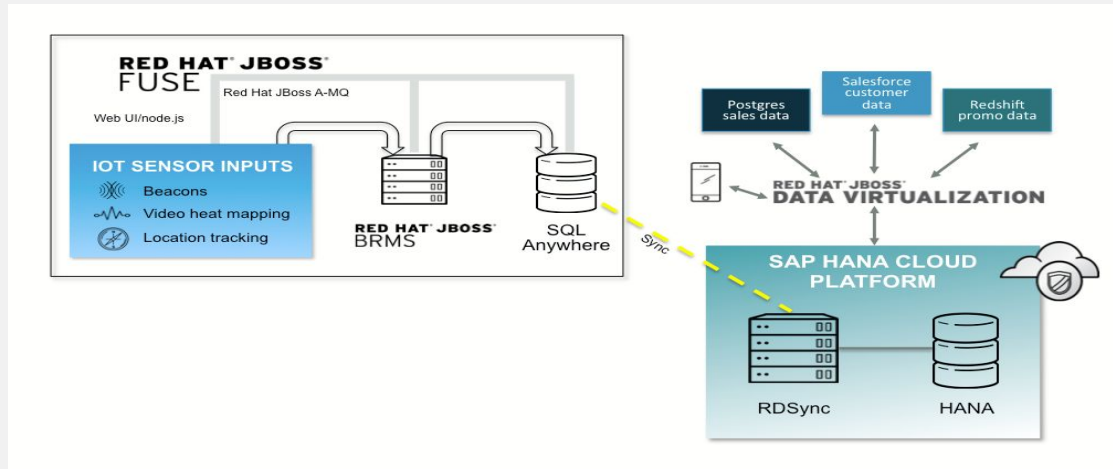 RED HAT® JBOSS®
FUSE
Red Hat JBoss A-MQ
Web UI/node.js
IOT SENSOR INPUTS
Beacons
Video heat mapping
Location tracking
RED HAT® JBOSS®
BRMS
SQL
Anywhere
Sync
Postgres
sales data
Salesforce
customer
data
Redshift
promo data
RED HAT® JBOSS®
DATA VIRTUALIZATION
SAP HANA CLOUD
PLATFORM
RDSync
HANA